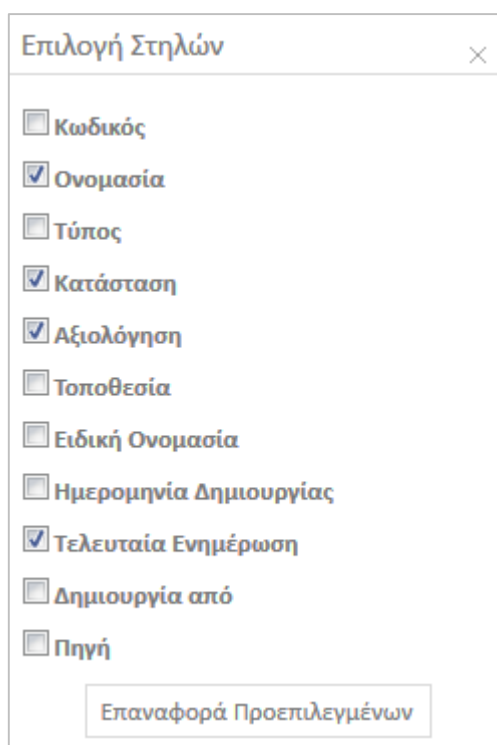 Επιλογή Στηλών
Κωδικός
Ονομασία
Τύπος
Κατάσταση
Αξιολόγηση
Τοποθεσία
Ειδική Ονομασία
Ημερομηνία Δημιουργίας
Τελευταία Ενημέρωση
Δημιουργία από
Πηγή
Επαναφορά Προεπιλεγμένων